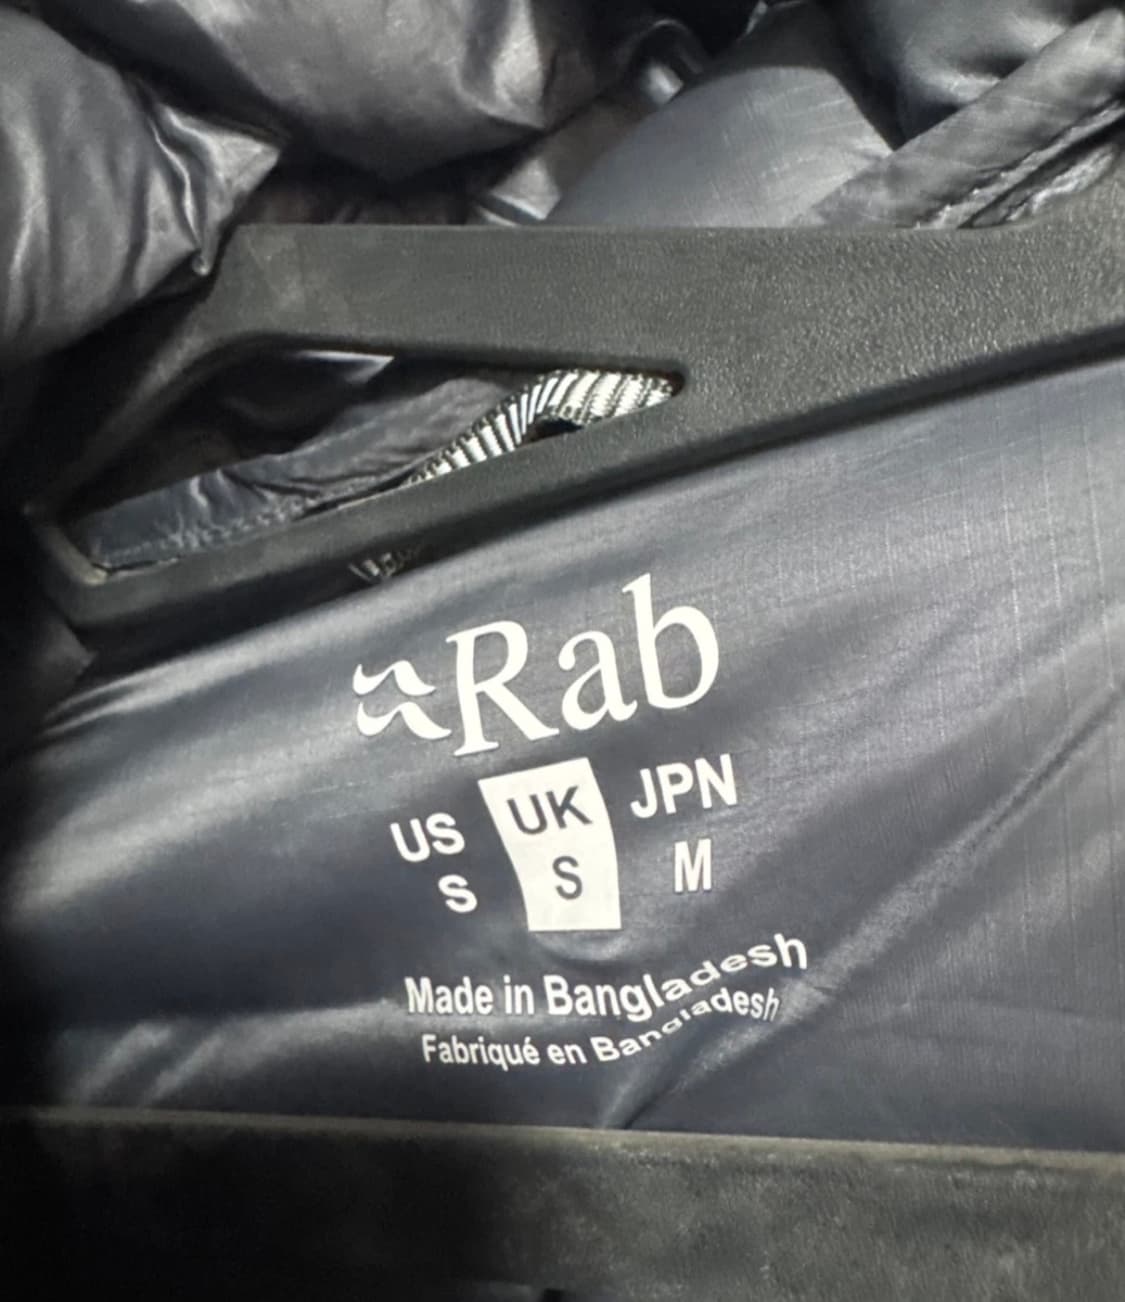 Rab
US UK JPN
S S M
Made in Bangladesh
Fabriqué en Bangladesh